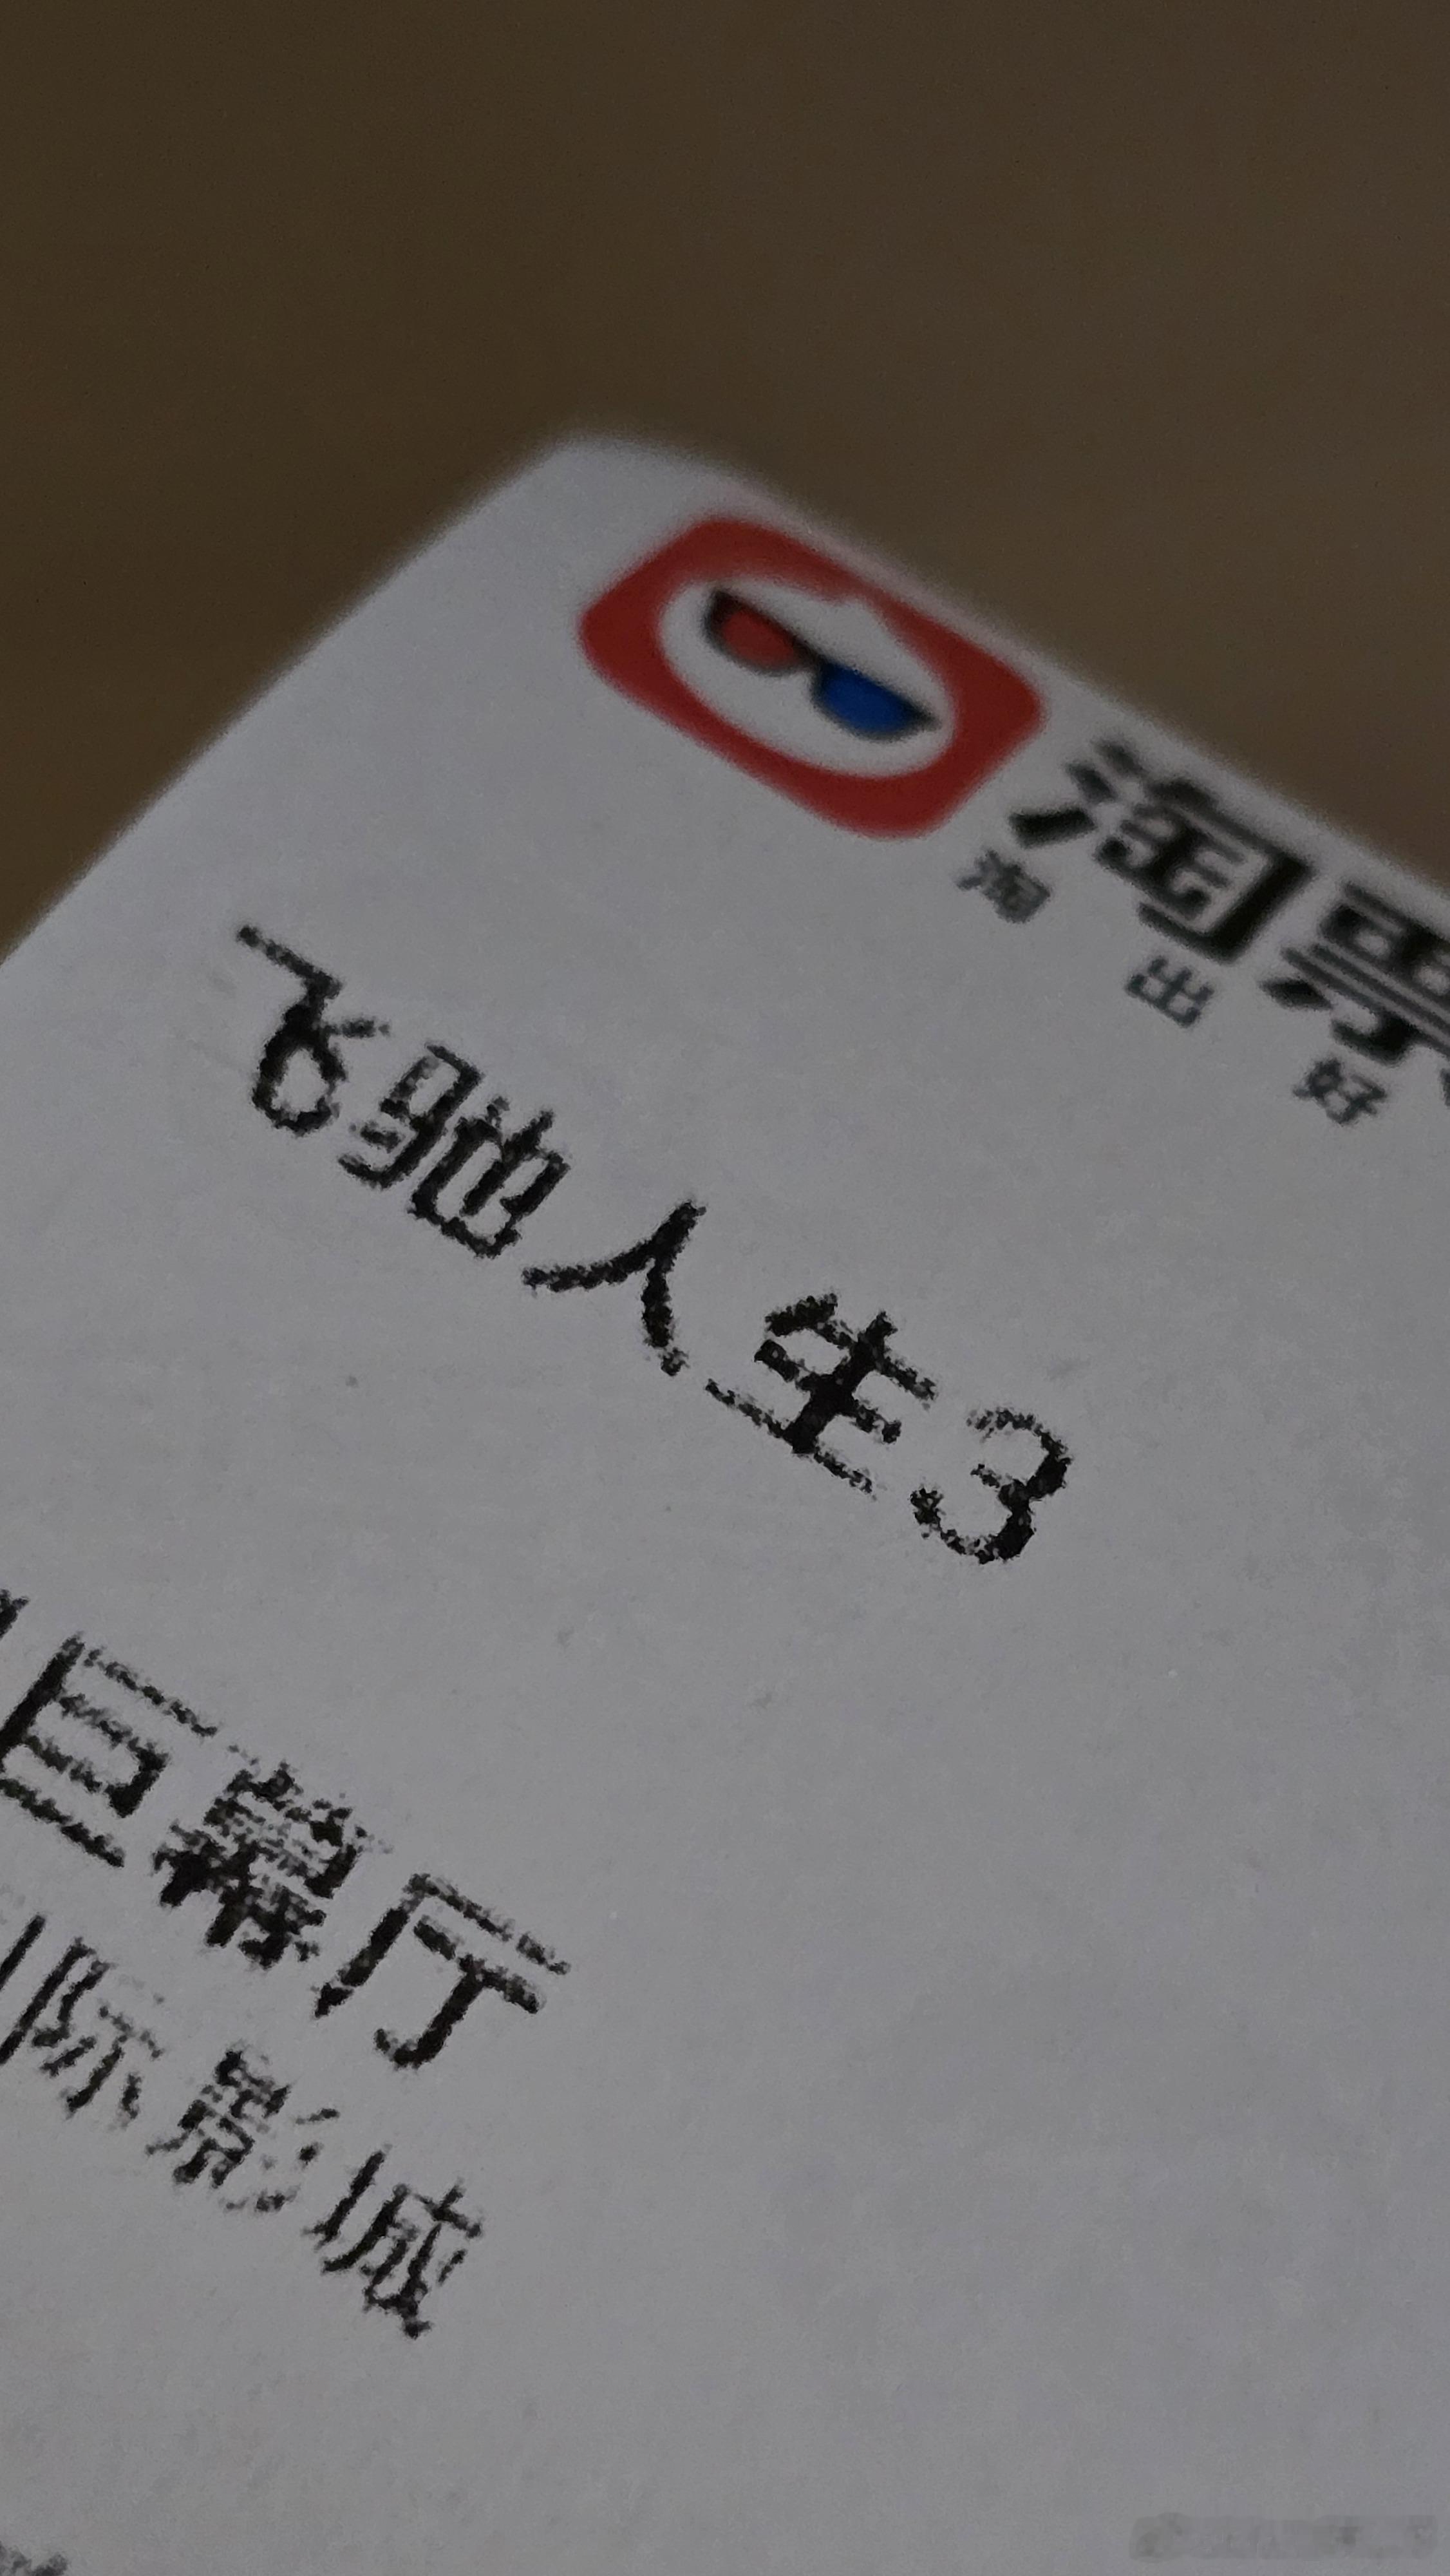 淘票
淘 出 好
飞驰人生3
巨幕厅
际影城